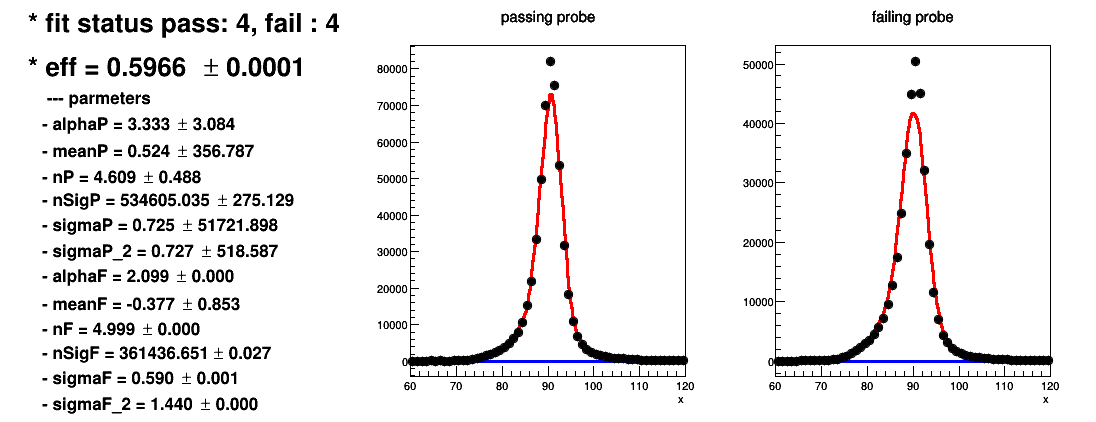 * fit status pass: 4, fail : 4
* eff = 0.5966 ± 0.0001
--- parmeters
- alphaP = 3.333 ± 3.084
- meanP = 0.524 ± 356.787
- nP = 4.609 ± 0.488
- nSigP = 534605.035 ± 275.129
- sigmaP = 0.725 ± 51721.898
- sigmaP_2 = 0.727 ± 518.587
- alphaF = 2.099 ± 0.000
- meanF = -0.377 ± 0.853
- nF = 4.999 ± 0.000
- nSigF = 361436.651 ± 0.027
- sigmaF = 0.590 ± 0.001
- sigmaF_2 = 1.440 ± 0.000
passing probe
80000
70000
60000
50000
40000
30000
20000
10000
0
60 70 80 90 100 110 120
x
failing probe
50000
40000
30000
20000
10000
0
60 70 80 90 100 110 120
x